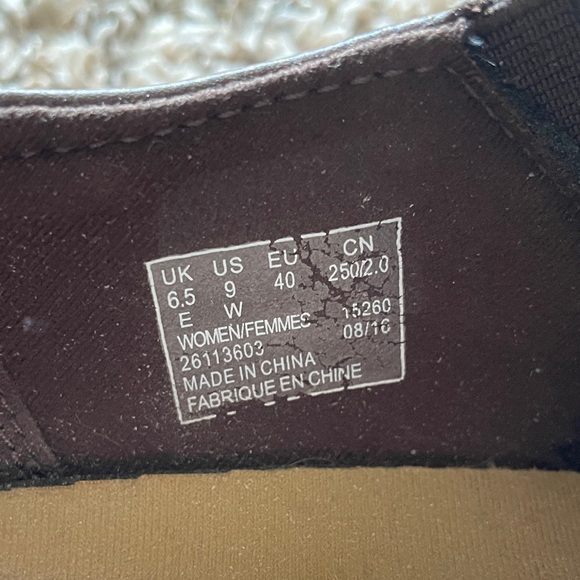 UK US EU CN
6.5 9 40 250/2.0
E W
WOMEN/FEMMES 15260
26113603 08/16
MADE IN CHINA
FABRIQUE EN CHINE